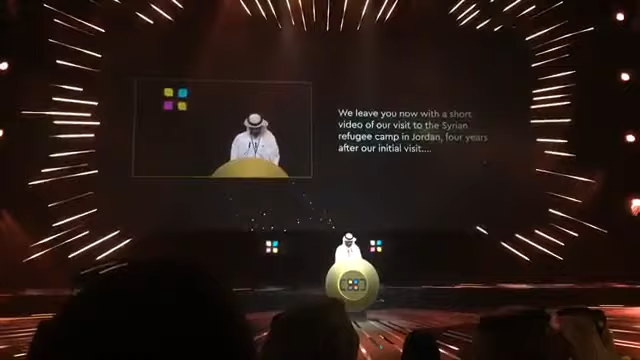 We leave you now with a short
video of our visit to the Syrian
refugee camp in Jordan, four years
after our initial visit....